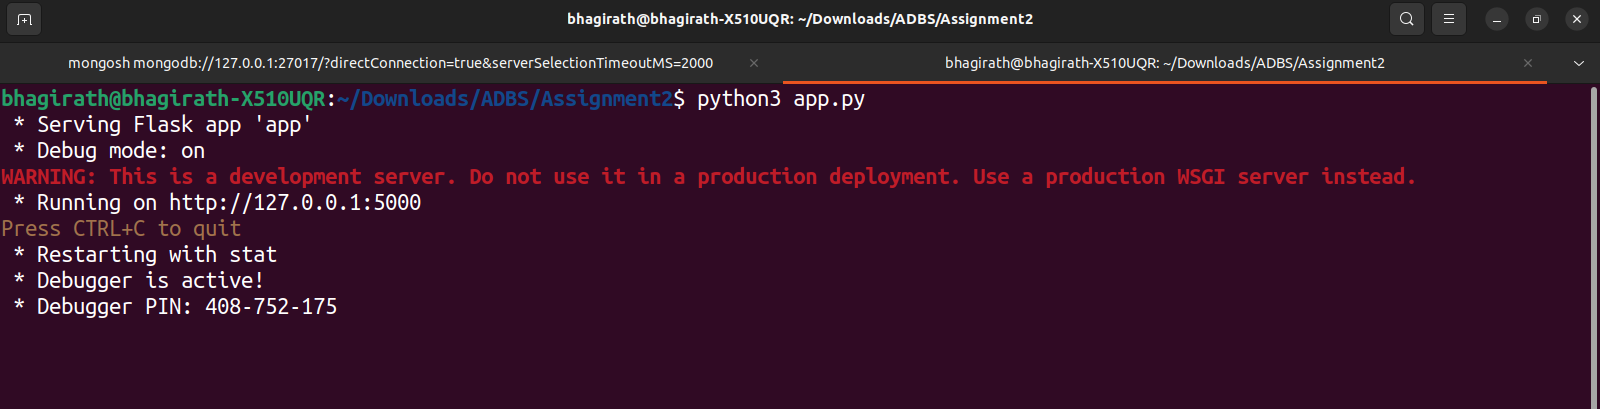 bhagirath@bhagirath-X510UQR: ~/Downloads/ADBS/Assignment2
mongosh mongodb://127.0.0.1:27017/?directConnection=true&serverSelectionTimeoutMS=2000
bhagirath@bhagirath-X510UQR: ~/Downloads/ADBS/Assignment2
bhagirath@bhagirath-X510UQR:~/Downloads/ADBS/Assignment2$ python3 app.py
 * Serving Flask app 'app'
 * Debug mode: on
WARNING: This is a development server. Do not use it in a production deployment. Use a production WSGI server instead.
 * Running on http://127.0.0.1:5000
Press CTRL+C to quit
 * Restarting with stat
 * Debugger is active!
 * Debugger PIN: 408-752-175